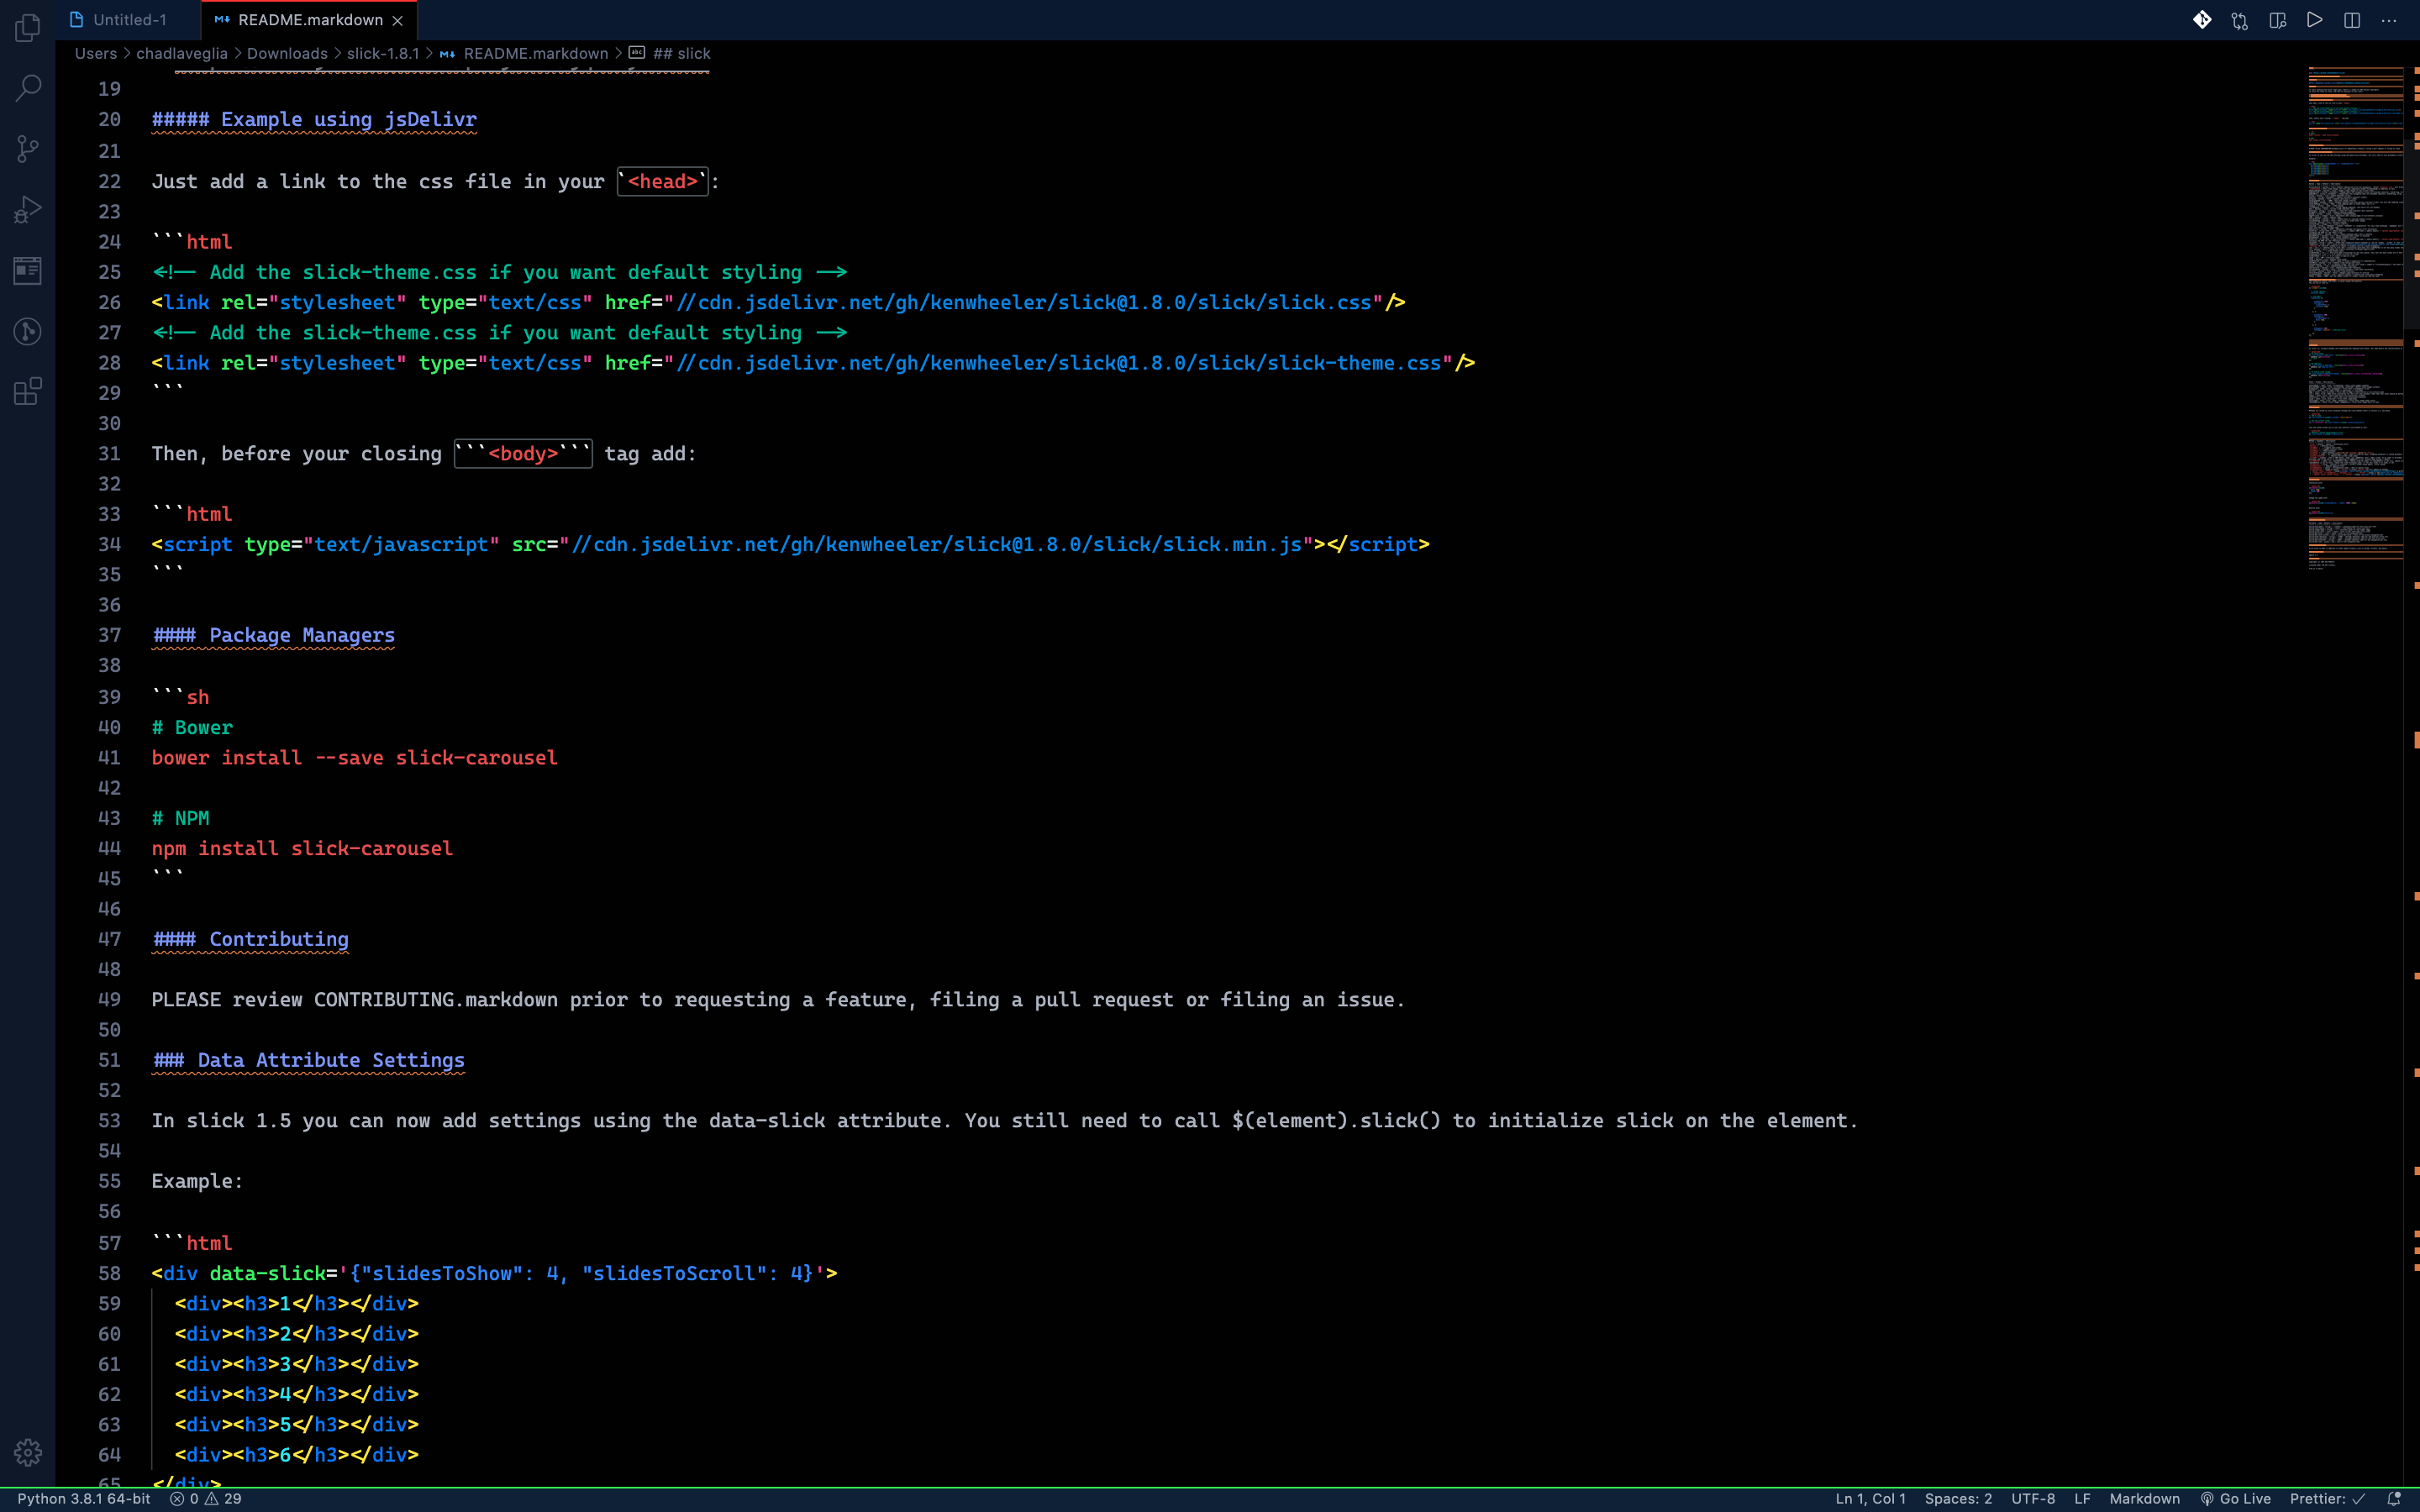 Untitled-1
README.markdown
Users > chadlaveglia > Downloads > slick-1.8.1 > README.markdown > ## slick
19
20 ##### Example using jsDelivr
21
22 Just add a link to the css file in your `<head>`:
23
24 ```html
25 <!-- Add the slick-theme.css if you want default styling -->
26 <link rel="stylesheet" type="text/css" href="//cdn.jsdelivr.net/gh/kenwheeler/slick@1.8.0/slick/slick.css"/>
27 <!-- Add the slick-theme.css if you want default styling -->
28 <link rel="stylesheet" type="text/css" href="//cdn.jsdelivr.net/gh/kenwheeler/slick@1.8.0/slick/slick-theme.css"/>
29 ```
30
31 Then, before your closing ```<body>``` tag add:
32
33 ```html
34 <script type="text/javascript" src="//cdn.jsdelivr.net/gh/kenwheeler/slick@1.8.0/slick/slick.min.js"></script>
35 ```
36
37 #### Package Managers
38
39 ```sh
40 # Bower
41 bower install --save slick-carousel
42
43 # NPM
44 npm install slick-carousel
45 ```
46
47 #### Contributing
48
49 PLEASE review CONTRIBUTING.markdown prior to requesting a feature, filing a pull request or filing an issue.
50
51 ### Data Attribute Settings
52
53 In slick 1.5 you can now add settings using the data-slick attribute. You still need to call $(element).slick() to initialize slick on the element.
54
55 Example:
56
57 ```html
58 <div data-slick='{"slidesToShow": 4, "slidesToScroll": 4}'>
59 <div><h3>1</h3></div>
60 <div><h3>2</h3></div>
61 <div><h3>3</h3></div>
62 <div><h3>4</h3></div>
63 <div><h3>5</h3></div>
64 <div><h3>6</h3></div>
65 </div>
Python 3.8.1 64-bit 0 29 Ln 1, Col 1 Spaces: 2 UTF-8 LF Markdown Go Live Prettier: ✓